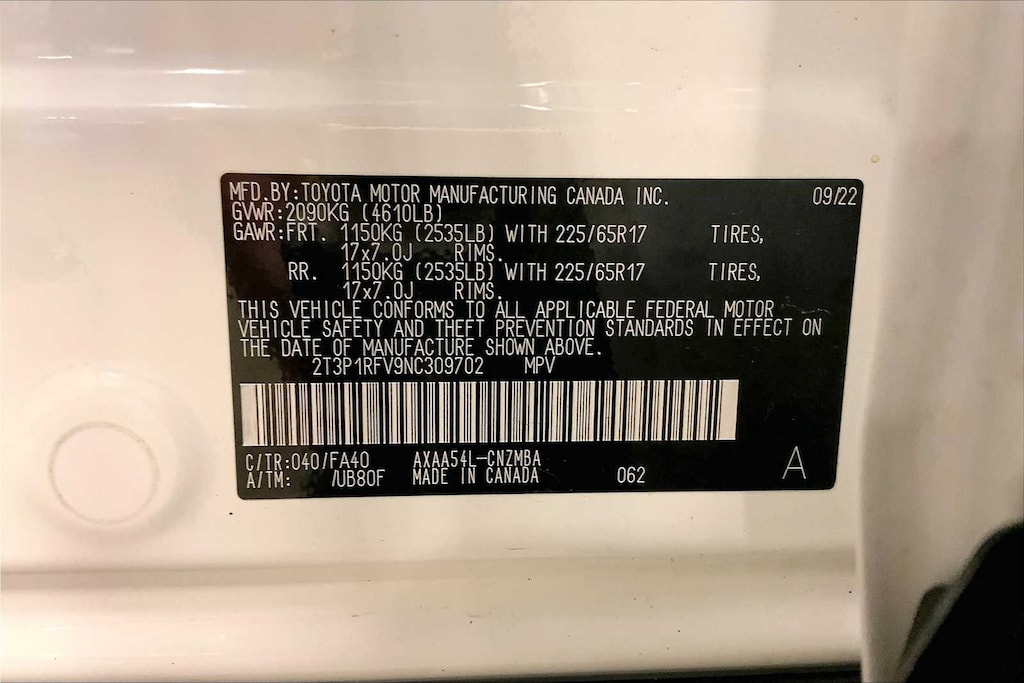 MFD.BY:TOYOTA MOTOR MANUFACTURING CANADA INC. 09/22
GVWR:2090KG (4610LB)
GAWR:FRT. 1150KG (2535LB) WITH 225/65R17 TIRES,
17x7.0J RIMS.
RR. 1150KG (2535LB) WITH 225/65R17 TIRES,
17x7.0J RIMS.
THIS VEHICLE CONFORMS TO ALL APPLICABLE FEDERAL MOTOR
VEHICLE SAFETY AND THEFT PREVENTION STANDARDS IN EFFECT ON
THE DATE OF MANUFACTURE SHOWN ABOVE.
2T3P1RFV9NC309702 MPV
C/TR:040/FA40 AXAA54L-CNZMBA
A/TM: /UB80F MADE IN CANADA 062 A